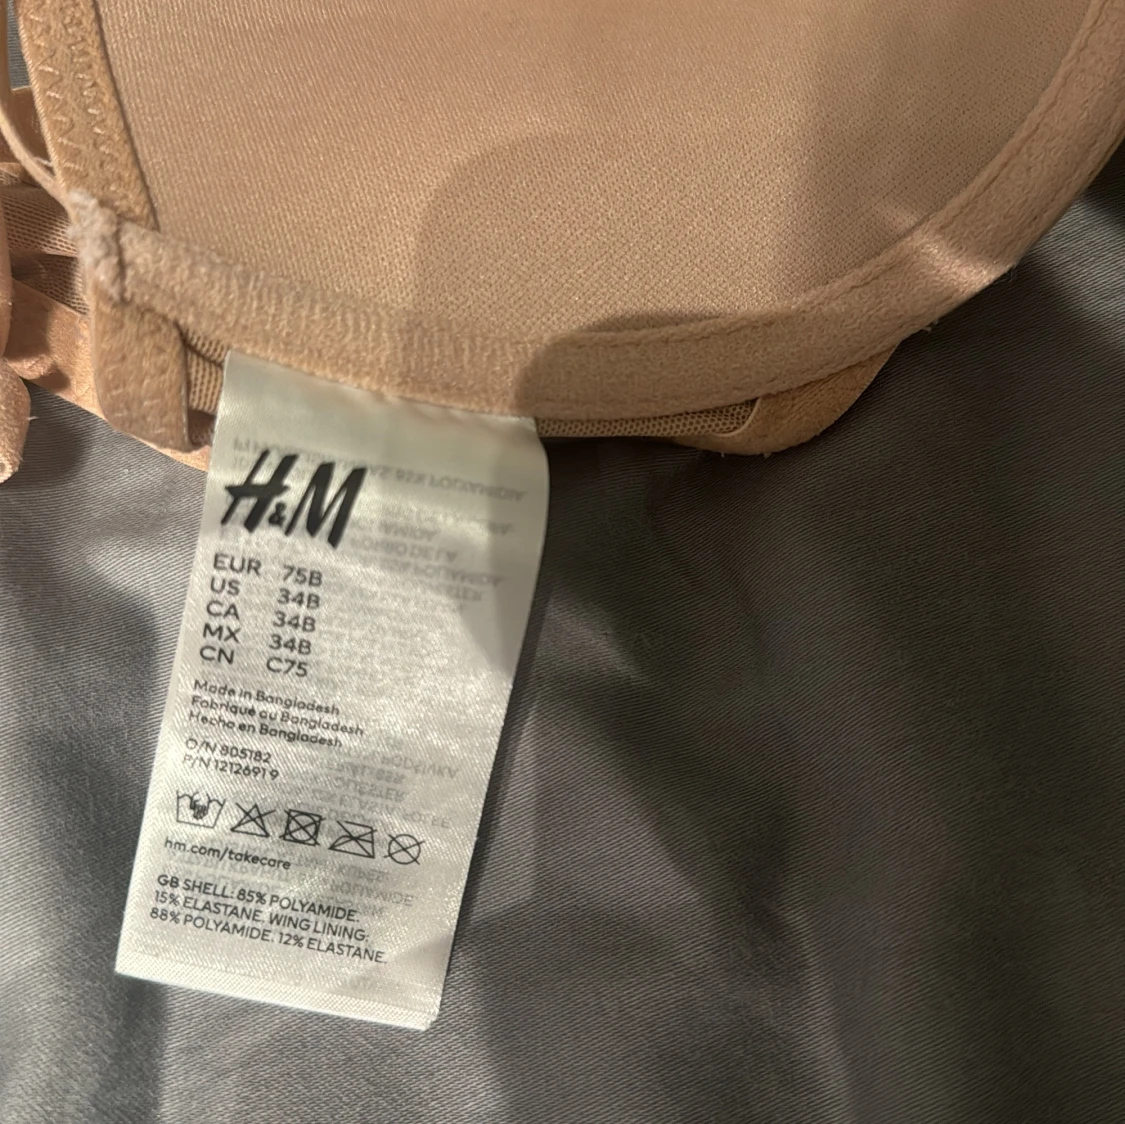 H&M
EUR 75B
US 34B
CA 34B
MX 34B
CN C75
Made in Bangladesh
Fabriqué au Bangladesh
Hecho en Bangladesh
O/N 805182
P/N 12126919
hm.com/takecare
GB SHELL: 85% POLYAMIDE.
15% ELASTANE. WING LINING:
88% POLYAMIDE. 12% ELASTANE.